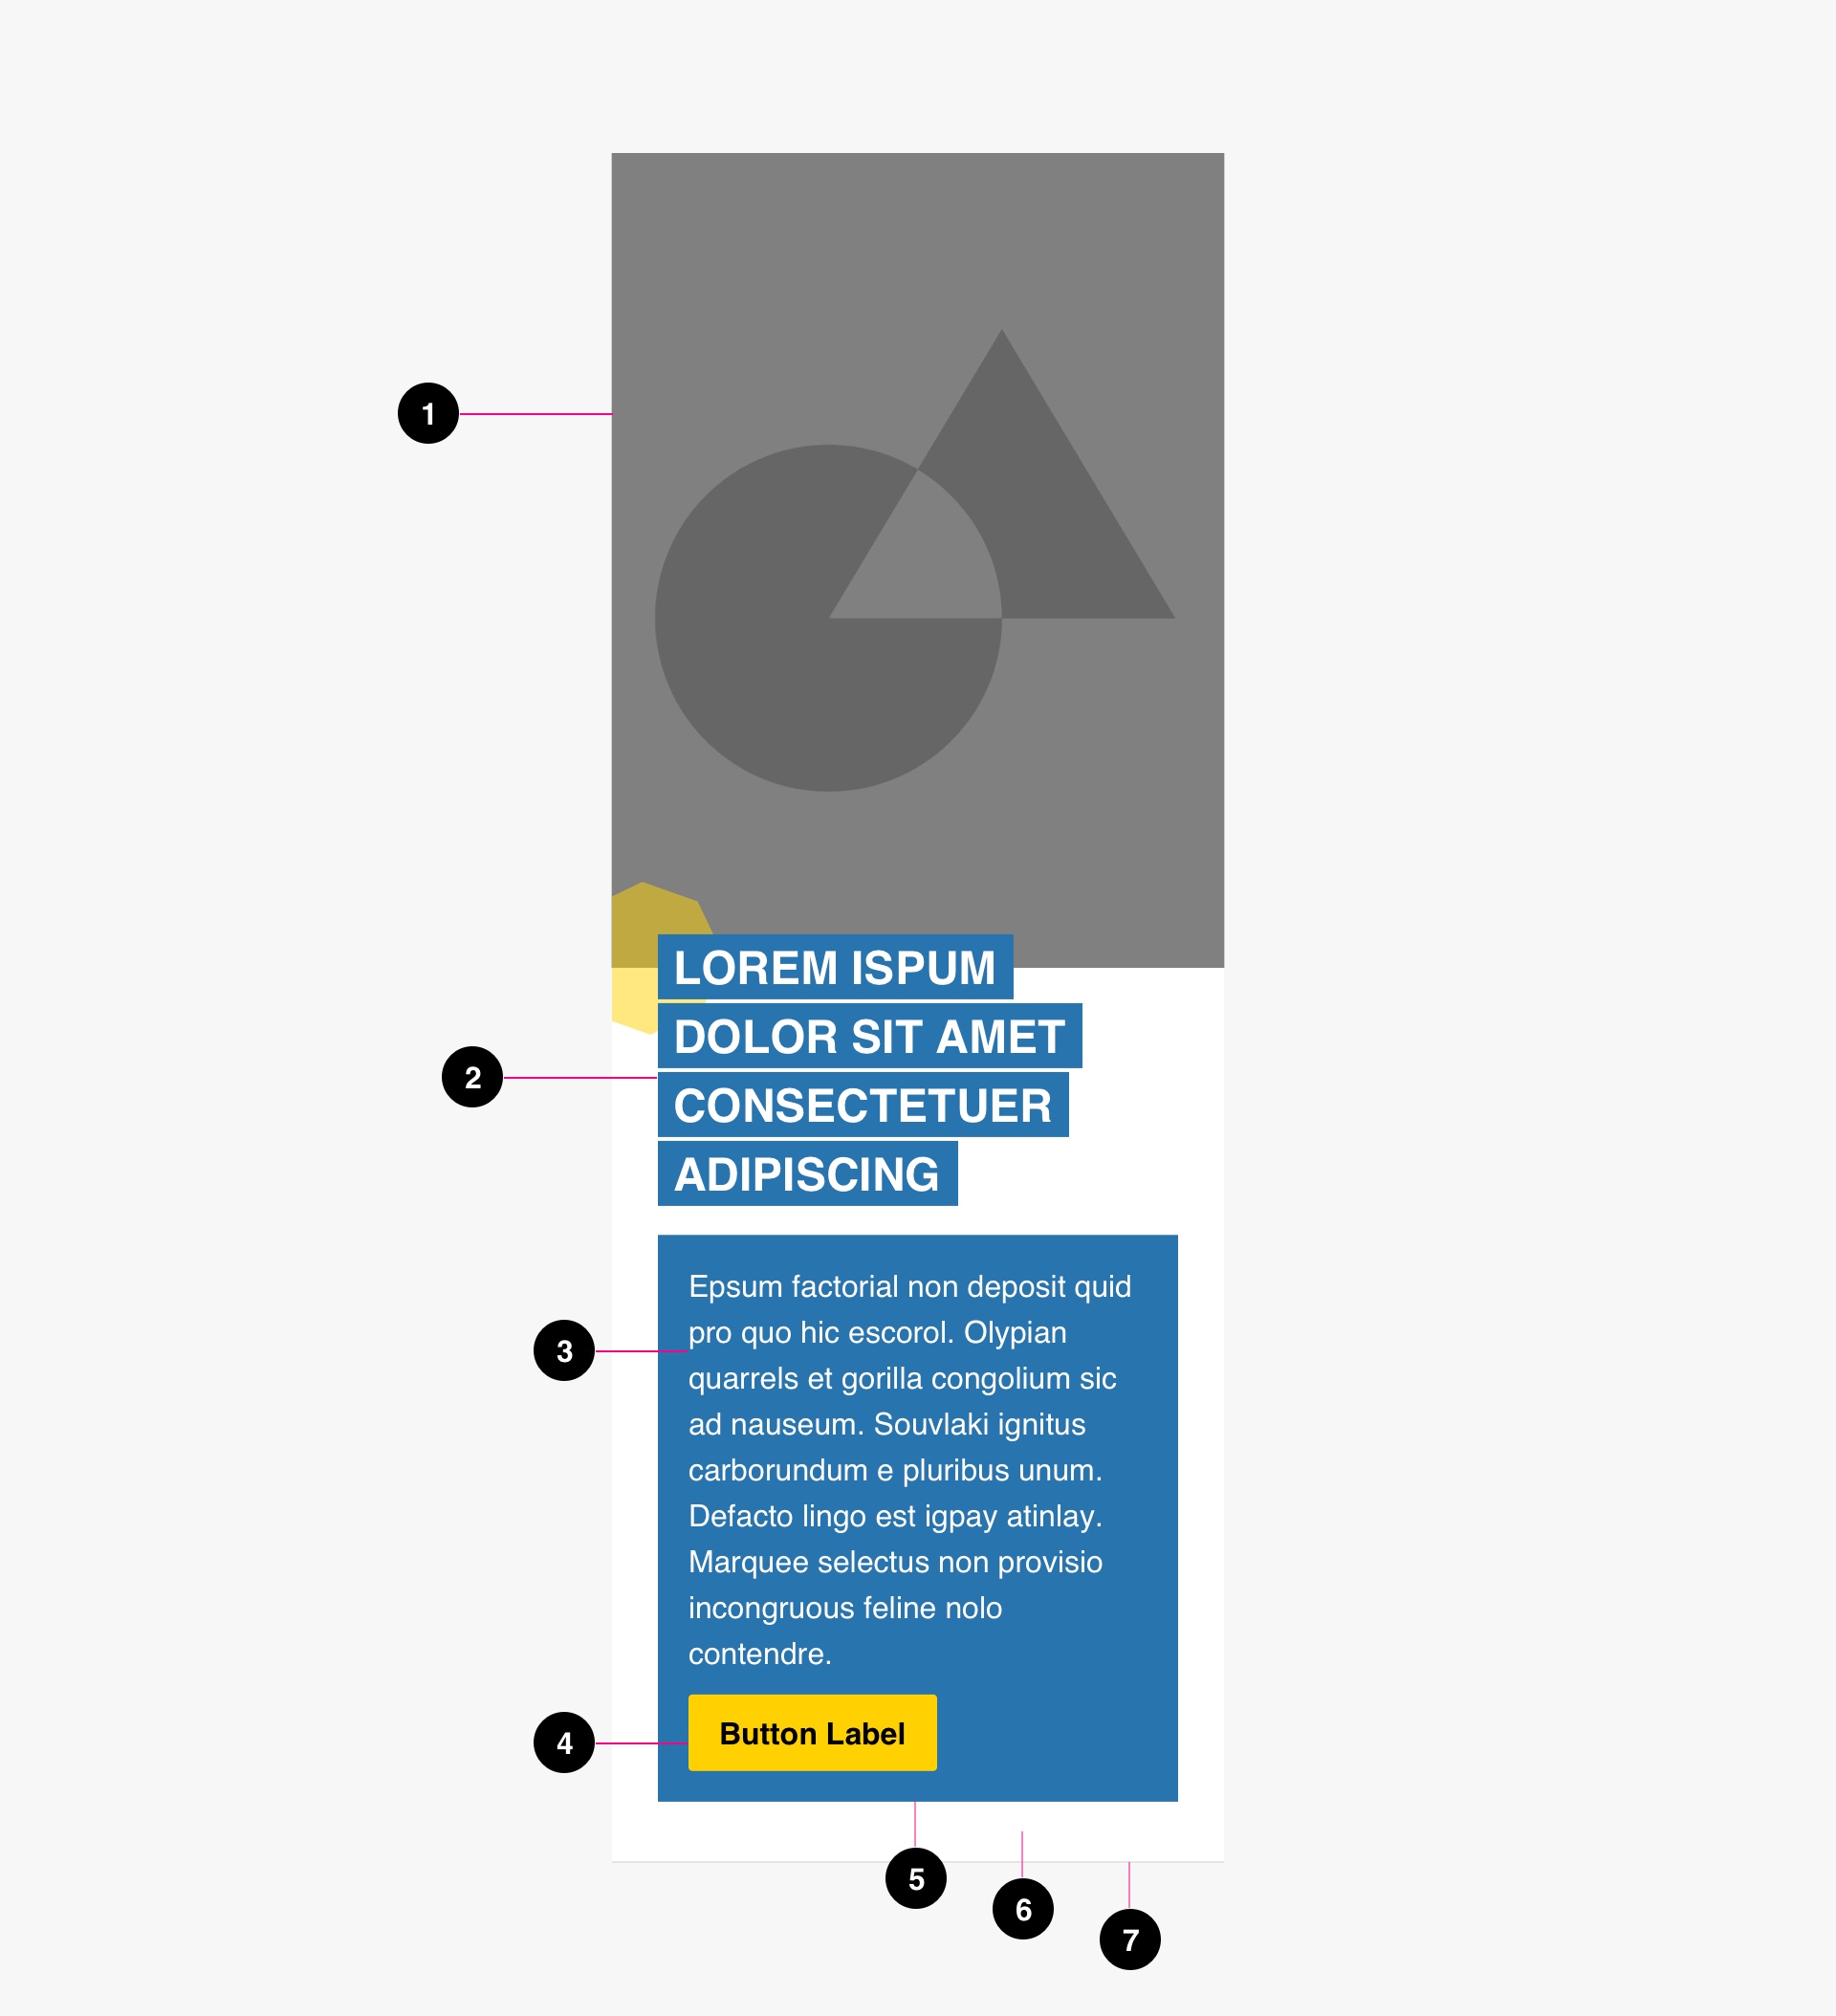 1
LOREM ISPUM
DOLOR SIT AMET
2
CONSECTETUER
ADIPISCING
Epsum factorial non deposit quid
pro quo hic escorol. Olypian
3
quarrels et gorilla congolium sic
ad nauseum. Souvlaki ignitus
carborundum e pluribus unum.
Defacto lingo est igpay atinlay.
Marquee selectus non provisio
incongruous feline nolo
contendre.
4
Button Label
5
6
7